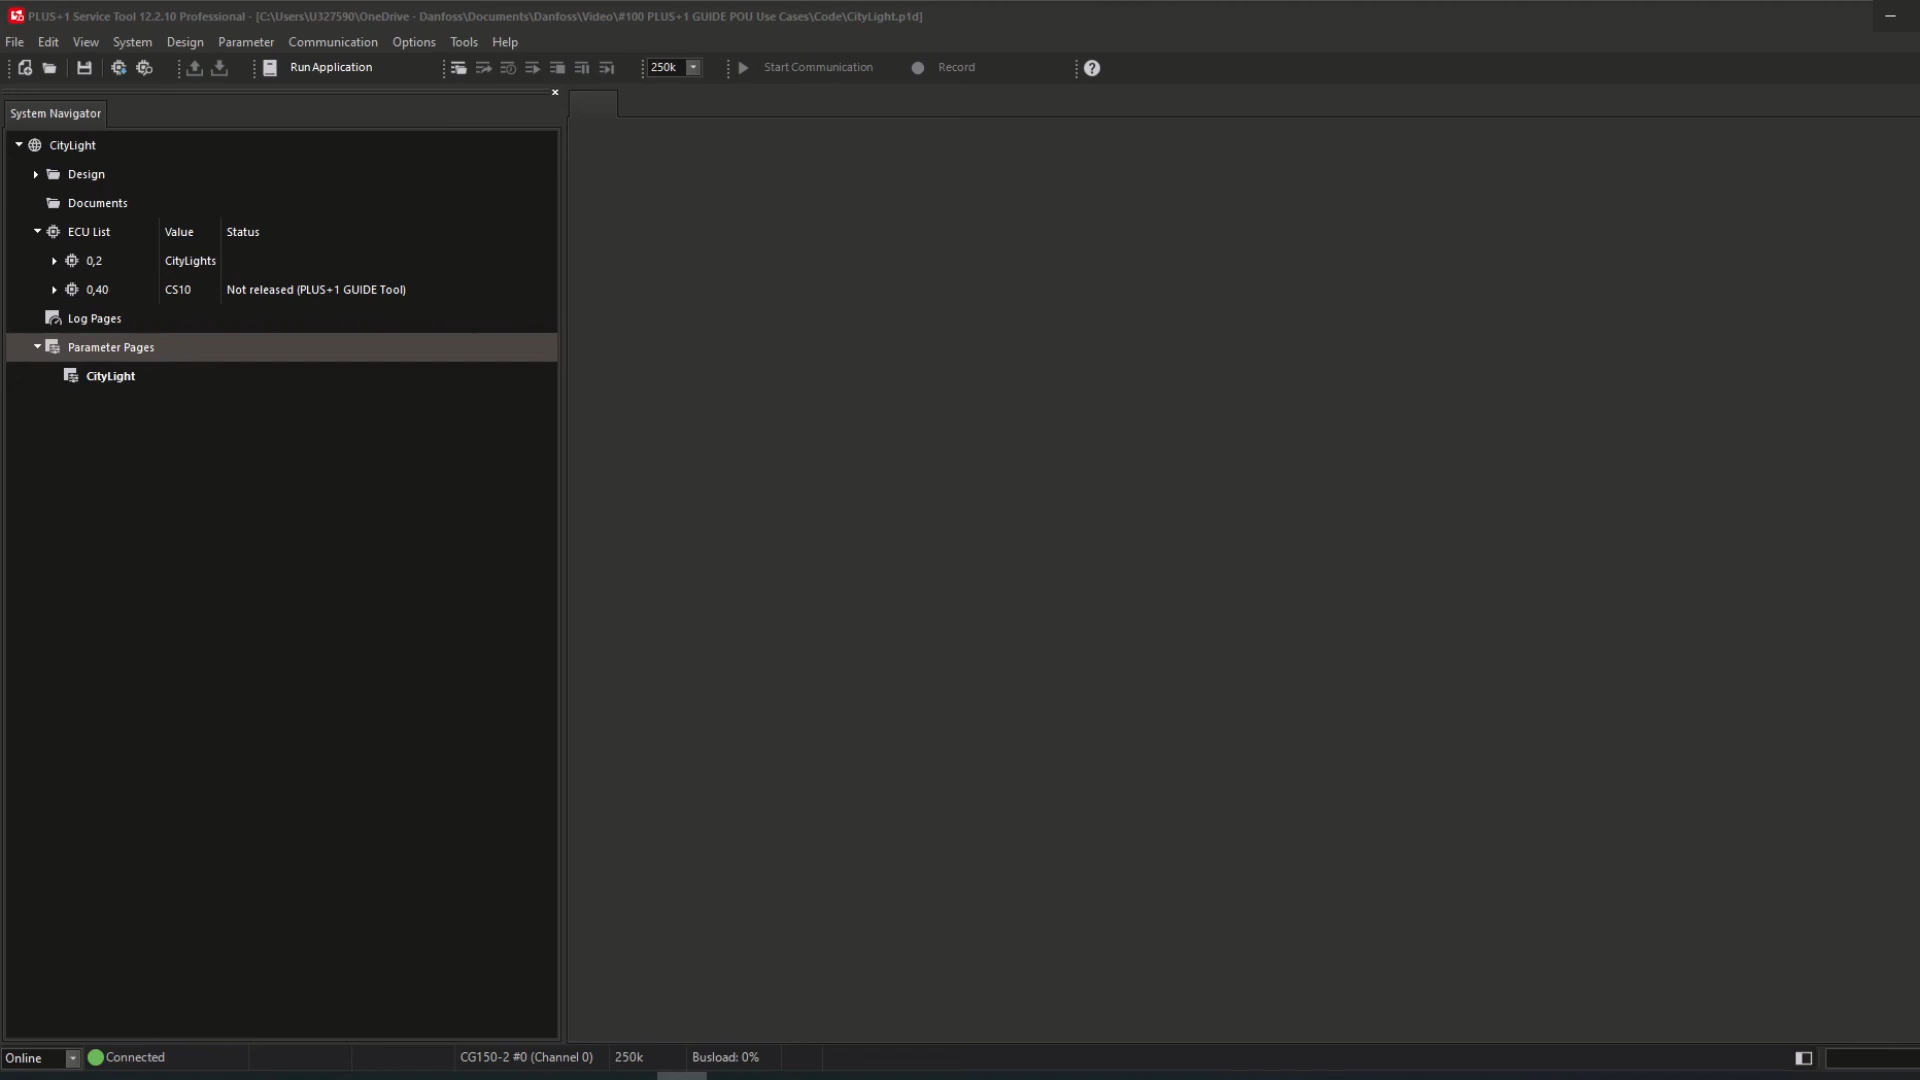 PLUS+1 Service Tool 12.2.10 Professional - [C:\Users\U327590\OneDrive - Danfoss\Documents\Danfoss\Video\#100 PLUS+1 GUIDE POU Use Cases\Code\CityLight.p1d]
File Edit View System Design Parameter Communication Options Tools Help
Run Application 250k Start Communication Record
System Navigator
CityLight
Design
Documents
ECU List Value Status
0,2 CityLights
0,40 CS10 Not released (PLUS+1 GUIDE Tool)
Log Pages
Parameter Pages
CityLight
Online Connected CG150-2 #0 (Channel 0) 250k Busload: 0%